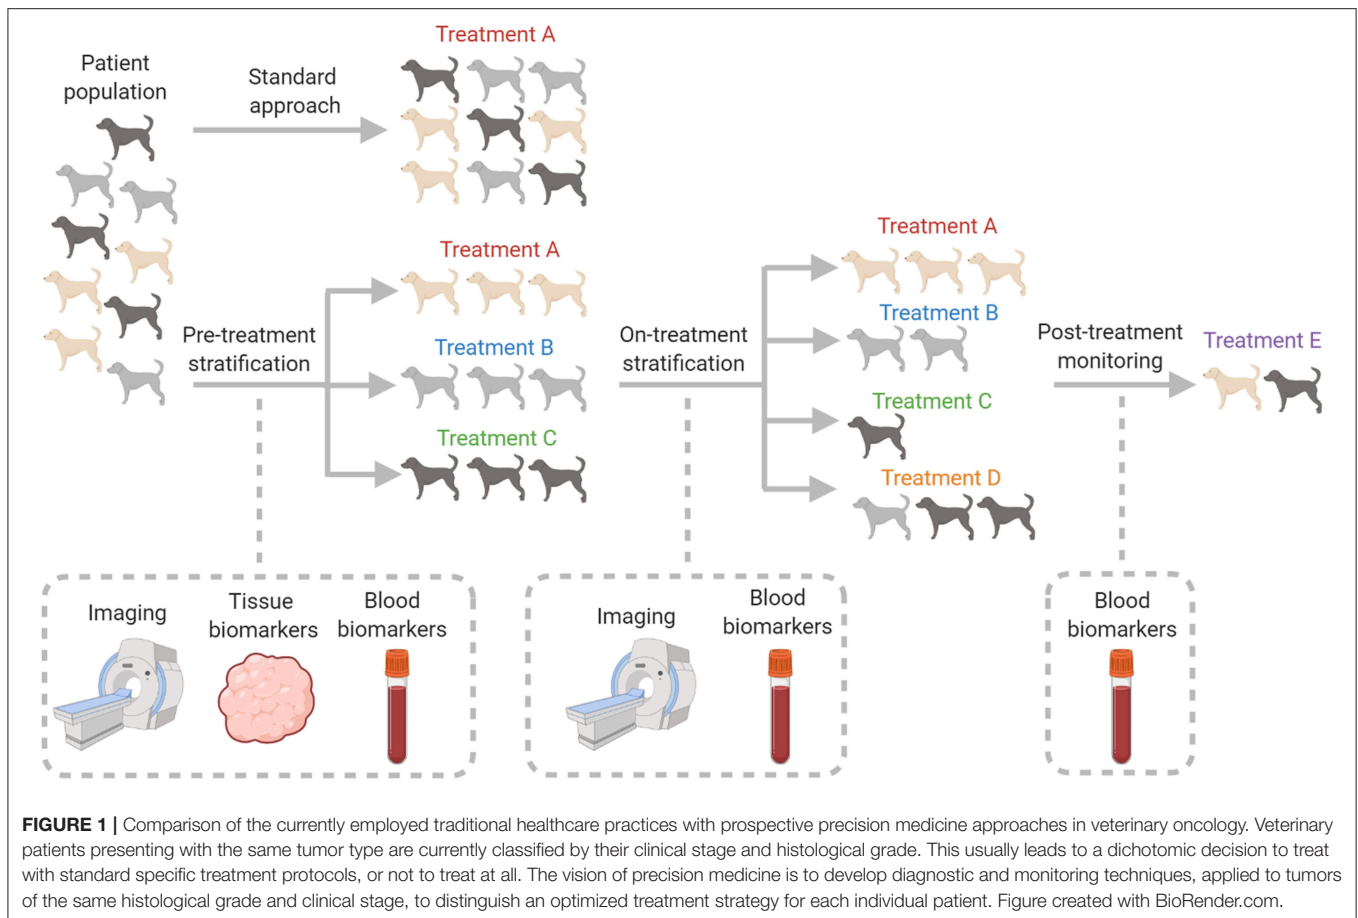 Treatment A
Patient
population
Standard
approach
Treatment A
Pre-treatment
stratification
Treatment B
Treatment C
On-treatment
stratification
Treatment A
Treatment B
Treatment C
Treatment D
Post-treatment
monitoring
Treatment E
Imaging
Tissue
biomarkers
Blood
biomarkers
Imaging
Blood
biomarkers
Blood
biomarkers
FIGURE 1 | Comparison of the currently employed traditional healthcare practices with prospective precision medicine approaches in veterinary oncology. Veterinary
patients presenting with the same tumor type are currently classified by their clinical stage and histological grade. This usually leads to a dichotomic decision to treat
with standard specific treatment protocols, or not to treat at all. The vision of precision medicine is to develop diagnostic and monitoring techniques, applied to tumors
of the same histological grade and clinical stage, to distinguish an optimized treatment strategy for each individual patient. Figure created with BioRender.com.